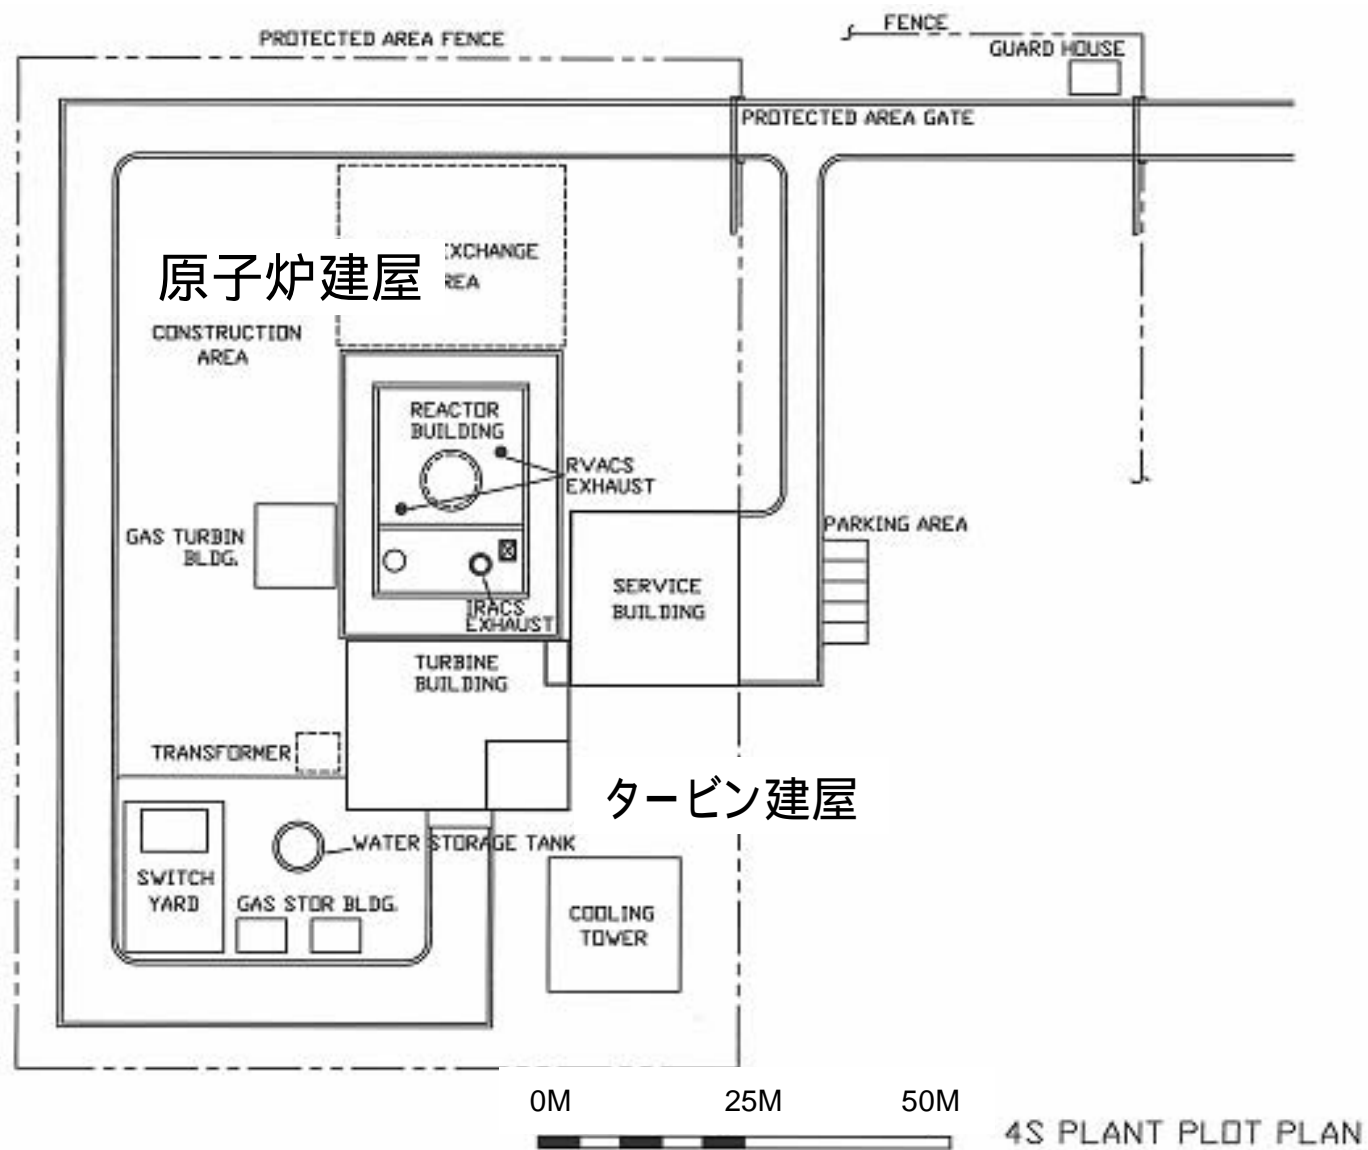 PROTECTED AREA FENCE
FENCE
GUARD HOUSE
PROTECTED AREA GATE
原子炉建屋
XCHANGE
REA
CONSTRUCTION
AREA
REACTOR
BUILDING
RVACS
EXHAUST
GAS TURBIN
BLDG.
PARKING AREA
SERVICE
BUILDING
IRACS
EXHAUST
TURBINE
BUILDING
TRANSFORMER
タービン建屋
WATER STORAGE TANK
SWITCH
YARD
GAS STOR BLDG.
COOLING
TOWER
0M 25M 50M
4S PLANT PLOT PLAN